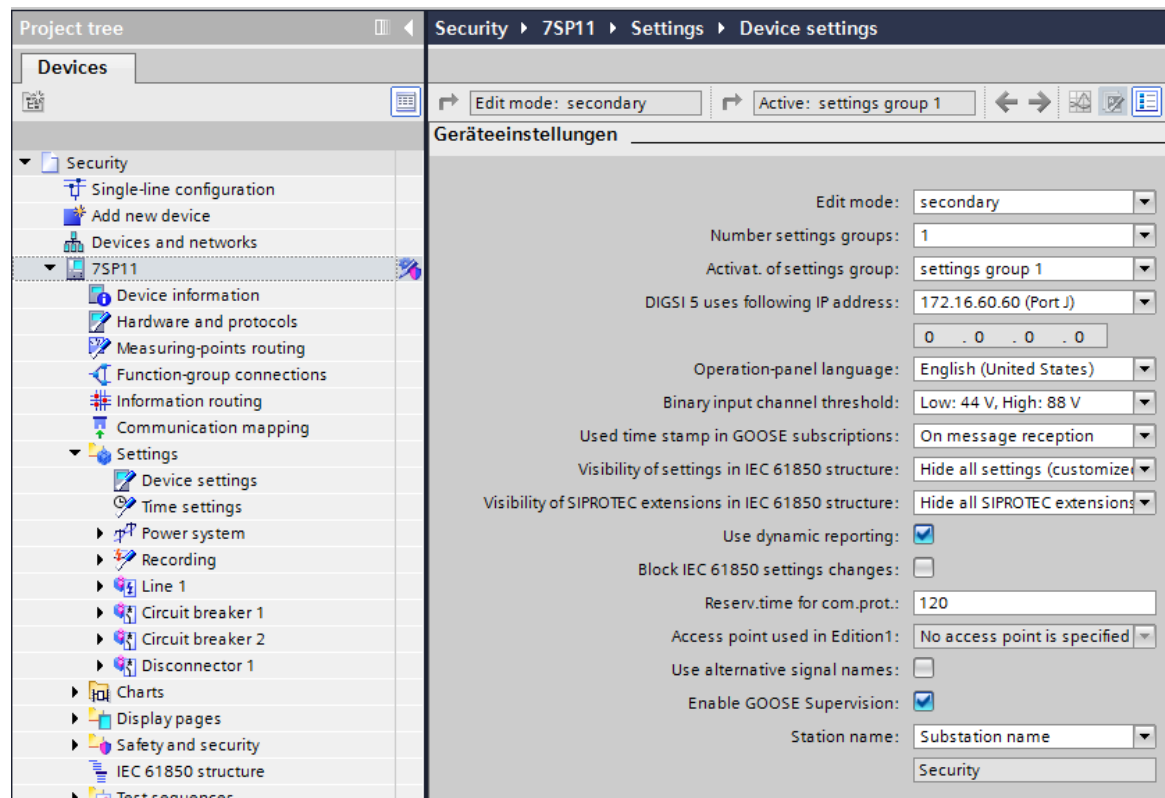 Project tree
Devices
Security
Single-line configuration
Add new device
Devices and networks
7SP11
Device information
Hardware and protocols
Measuring-points routing
Function-group connections
Information routing
Communication mapping
Settings
Device settings
Time settings
Power system
Recording
Line 1
Circuit breaker 1
Circuit breaker 2
Disconnector 1
Charts
Display pages
Safety and security
IEC 61850 structure
Test sequences
Security 7SP11 Settings Device settings
Edit mode: secondary Active: settings group 1
Geräteeinstellungen
Edit mode: secondary
Number settings groups: 1
Activat. of settings group: settings group 1
DIGSI 5 uses following IP address: 172.16.60.60 (Port J)
0 . 0 . 0 . 0
Operation-panel language: English (United States)
Binary input channel threshold: Low: 44 V, High: 88 V
Used time stamp in GOOSE subscriptions: On message reception
Visibility of settings in IEC 61850 structure: Hide all settings (customize
Visibility of SIPROTEC extensions in IEC 61850 structure: Hide all SIPROTEC extensions
Use dynamic reporting:
Block IEC 61850 settings changes:
Reserv.time for com.prot.: 120
Access point used in Edition1: No access point is specified
Use alternative signal names:
Enable GOOSE Supervision:
Station name: Substation name
Security